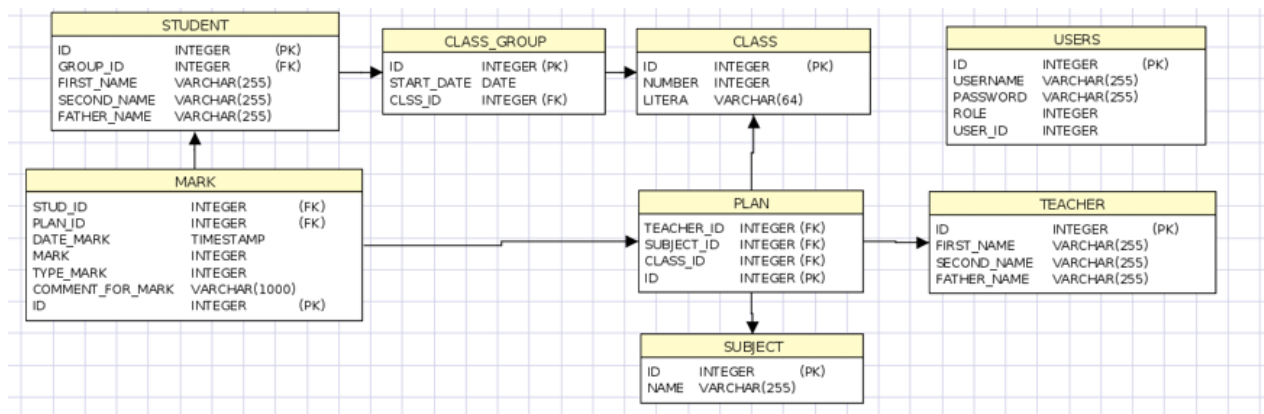 STUDENT
ID INTEGER (PK)
GROUP_ID INTEGER (FK)
FIRST_NAME VARCHAR(255)
SECOND_NAME VARCHAR(255)
FATHER_NAME VARCHAR(255)
CLASS_GROUP
ID INTEGER (PK)
START_DATE DATE
CLSS_ID INTEGER (FK)
CLASS
ID INTEGER (PK)
NUMBER INTEGER
LITERA VARCHAR(64)
USERS
ID INTEGER (PK)
USERNAME VARCHAR(255)
PASSWORD VARCHAR(255)
ROLE INTEGER
USER_ID INTEGER
MARK
STUD_ID INTEGER (FK)
PLAN_ID INTEGER (FK)
DATE_MARK TIMESTAMP
MARK INTEGER
TYPE_MARK INTEGER
COMMENT_FOR_MARK VARCHAR(1000)
ID INTEGER (PK)
PLAN
TEACHER_ID INTEGER (FK)
SUBJECT_ID INTEGER (FK)
CLASS_ID INTEGER (FK)
ID INTEGER (PK)
TEACHER
ID INTEGER (PK)
FIRST_NAME VARCHAR(255)
SECOND_NAME VARCHAR(255)
FATHER_NAME VARCHAR(255)
SUBJECT
ID INTEGER (PK)
NAME VARCHAR(255)